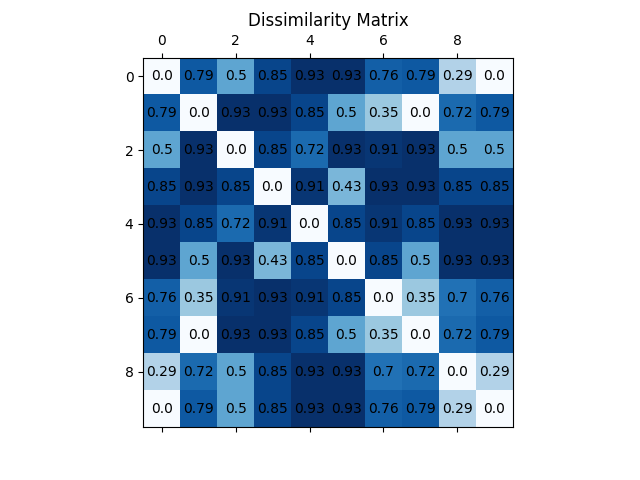 Dissimilarity Matrix
0 2 4 6 8
0 0.0 0.79 0.5 0.85 0.93 0.93 0.76 0.79 0.29 0.0
0.79 0.0 0.93 0.93 0.85 0.5 0.35 0.0 0.72 0.79
2 0.5 0.93 0.0 0.85 0.72 0.93 0.91 0.93 0.5 0.5
0.85 0.93 0.85 0.0 0.91 0.43 0.93 0.93 0.85 0.85
4 0.93 0.85 0.72 0.91 0.0 0.85 0.91 0.85 0.93 0.93
0.93 0.5 0.93 0.43 0.85 0.0 0.85 0.5 0.93 0.93
6 0.76 0.35 0.91 0.93 0.91 0.85 0.0 0.35 0.7 0.76
0.79 0.0 0.93 0.93 0.85 0.5 0.35 0.0 0.72 0.79
8 0.29 0.72 0.5 0.85 0.93 0.93 0.7 0.72 0.0 0.29
0.0 0.79 0.5 0.85 0.93 0.93 0.76 0.79 0.29 0.0